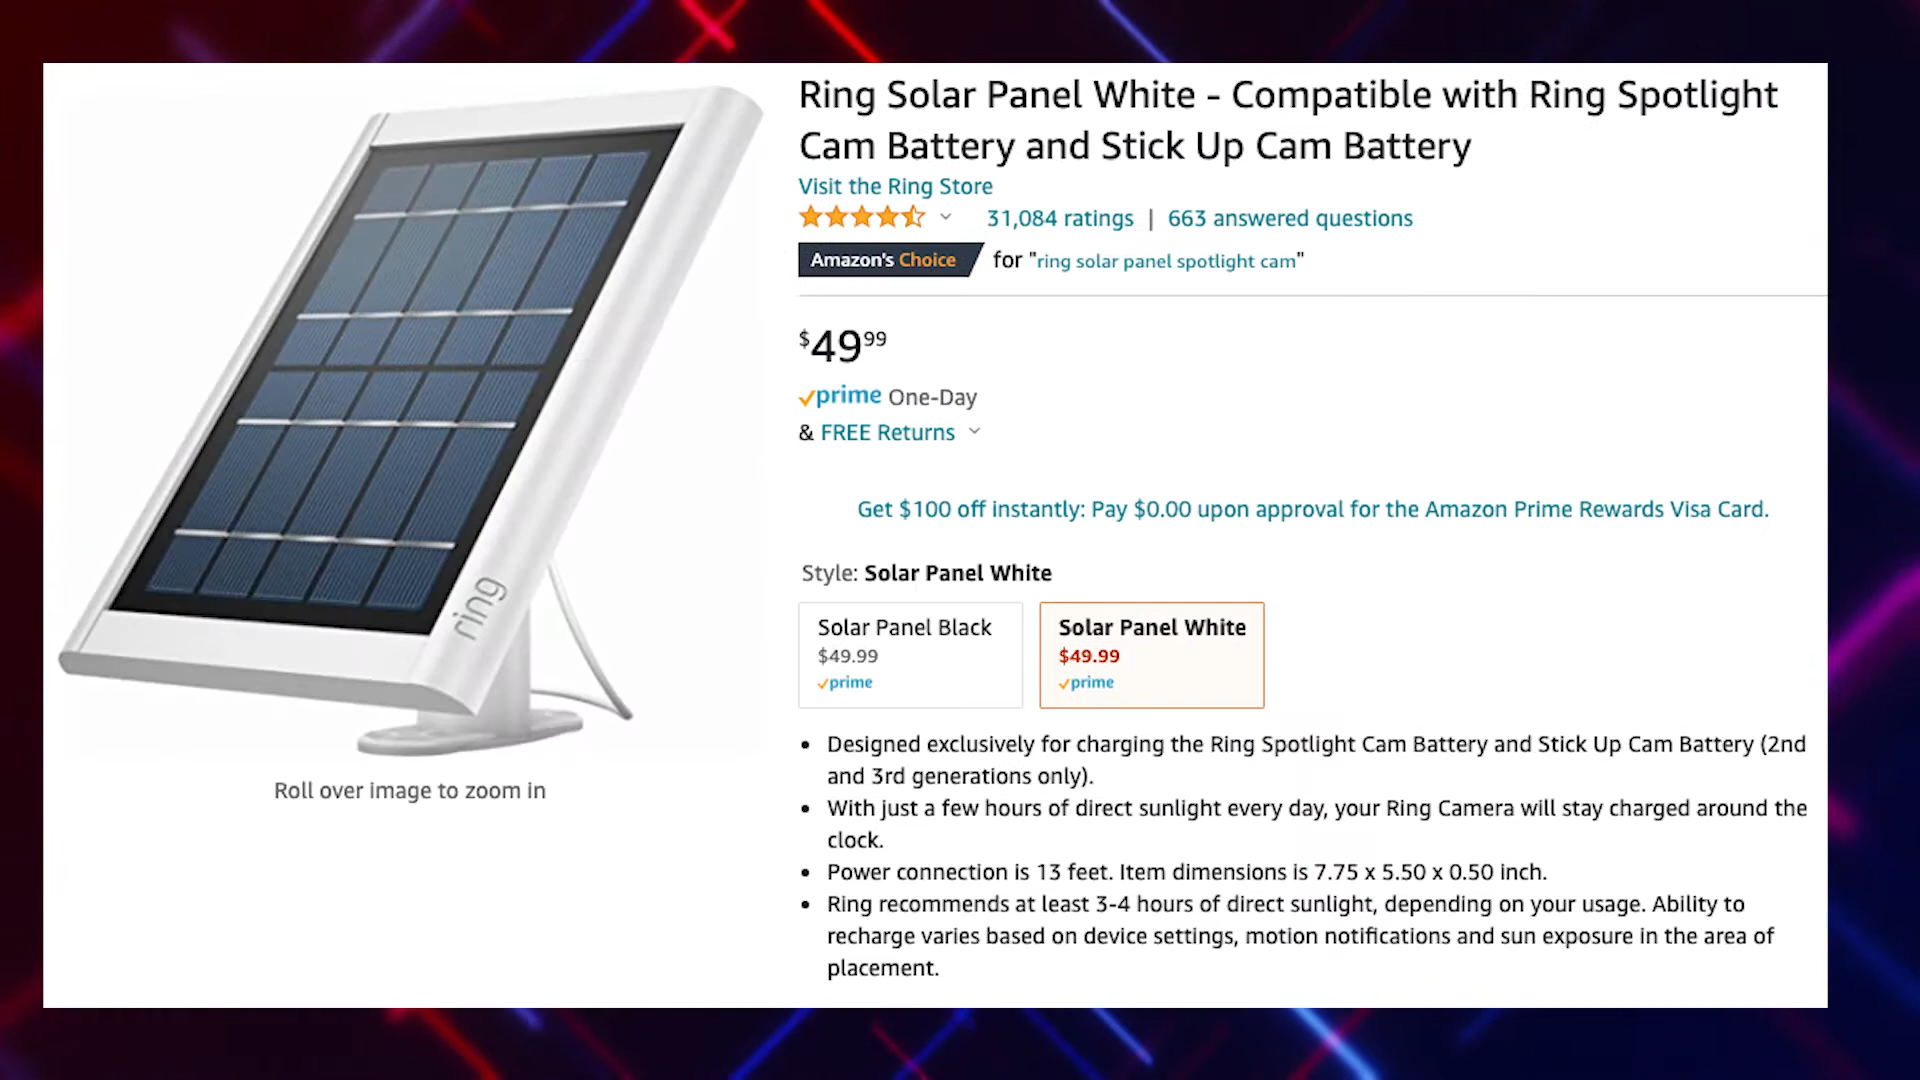 Ring Solar Panel White - Compatible with Ring Spotlight
Cam Battery and Stick Up Cam Battery
Visit the Ring Store
31,084 ratings | 663 answered questions
Amazon's Choice for "ring solar panel spotlight cam"
$49 99
prime One-Day
& FREE Returns
Get $100 off instantly: Pay $0.00 upon approval for the Amazon Prime Rewards Visa Card.
Style: Solar Panel White
Solar Panel Black
$49.99
prime
Solar Panel White
$49.99
prime
ring
Roll over image to zoom in
• Designed exclusively for charging the Ring Spotlight Cam Battery and Stick Up Cam Battery (2nd
and 3rd generations only).
• With just a few hours of direct sunlight every day, your Ring Camera will stay charged around the
clock.
• Power connection is 13 feet. Item dimensions is 7.75 x 5.50 x 0.50 inch.
• Ring recommends at least 3-4 hours of direct sunlight, depending on your usage. Ability to
recharge varies based on device settings, motion notifications and sun exposure in the area of
placement.